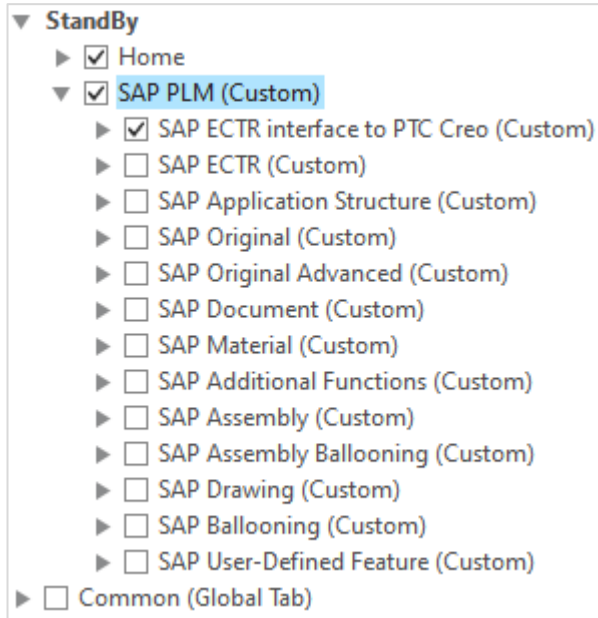 StandBy
Home
SAP PLM (Custom)
SAP ECTR interface to PTC Creo (Custom)
SAP ECTR (Custom)
SAP Application Structure (Custom)
SAP Original (Custom)
SAP Original Advanced (Custom)
SAP Document (Custom)
SAP Material (Custom)
SAP Additional Functions (Custom)
SAP Assembly (Custom)
SAP Assembly Ballooning (Custom)
SAP Drawing (Custom)
SAP Ballooning (Custom)
SAP User-Defined Feature (Custom)
Common (Global Tab)